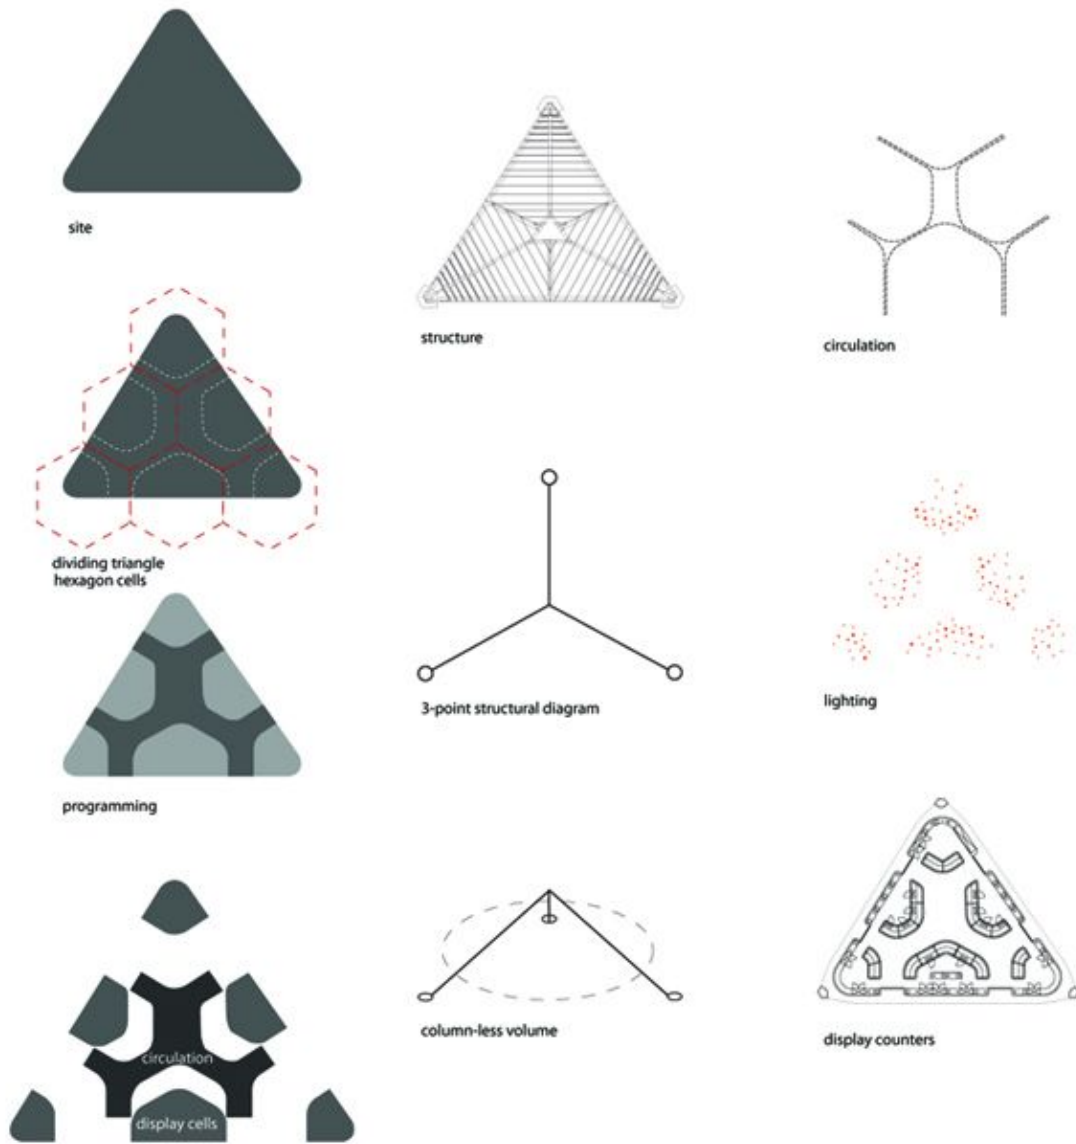 site
dividing triangle
hexagon cells
programming
circulation
display cells
structure
3-point structural diagram
column-less volume
circulation
lighting
display counters